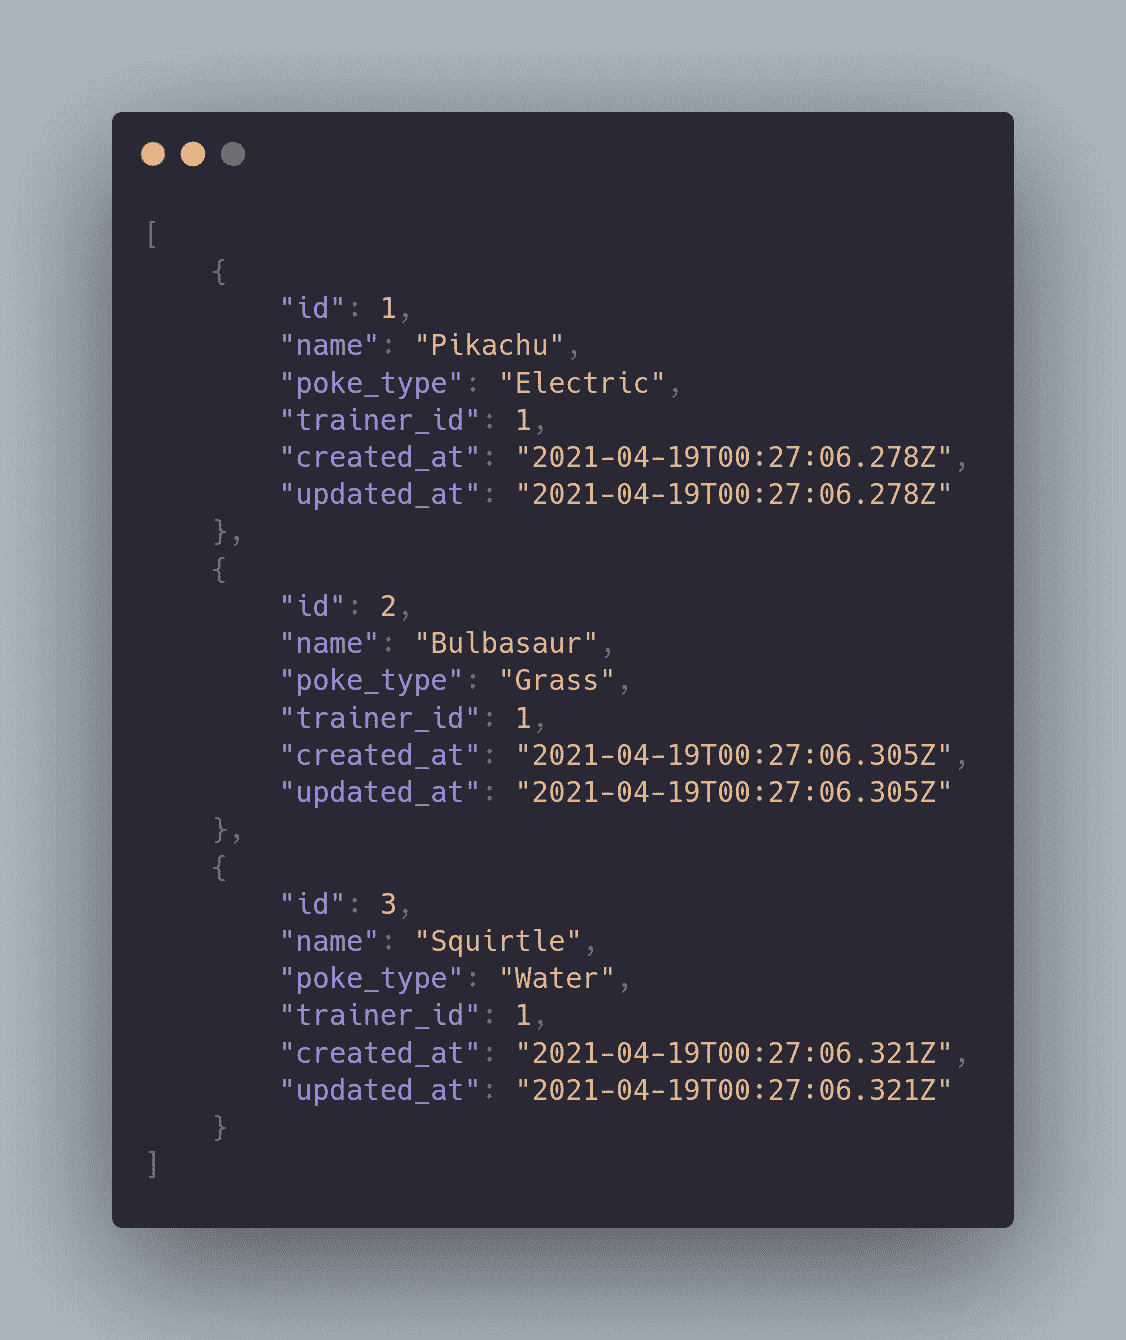 [
    {
        "id": 1,
        "name": "Pikachu",
        "poke_type": "Electric",
        "trainer_id": 1,
        "created_at": "2021-04-19T00:27:06.278Z",
        "updated_at": "2021-04-19T00:27:06.278Z"
    },
    {
        "id": 2,
        "name": "Bulbasaur",
        "poke_type": "Grass",
        "trainer_id": 1,
        "created_at": "2021-04-19T00:27:06.305Z",
        "updated_at": "2021-04-19T00:27:06.305Z"
    },
    {
        "id": 3,
        "name": "Squirtle",
        "poke_type": "Water",
        "trainer_id": 1,
        "created_at": "2021-04-19T00:27:06.321Z",
        "updated_at": "2021-04-19T00:27:06.321Z"
    }
]